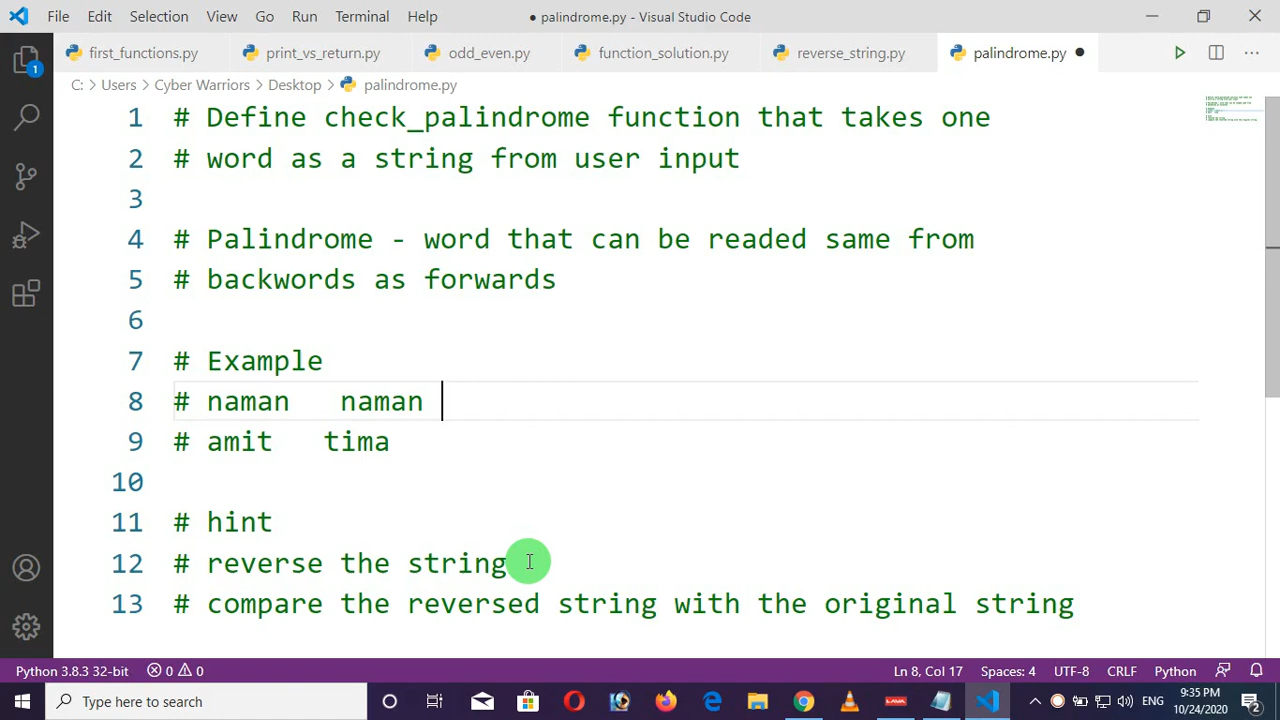 File Edit Selection View Go Run Terminal Help ● palindrome.py - Visual Studio Code
first_functions.py print_vs_return.py odd_even.py function_solution.py reverse_string.py palindrome.py
C: > Users > Cyber Warriors > Desktop > palindrome.py
1 # Define check_palindrome function that takes one
2 # word as a string from user input
3
4 # Palindrome - word that can be readed same from
5 # backwords as forwards
6
7 # Example
8 # naman   naman
9 # amit   tima
10
11 # hint
12 # reverse the string
13 # compare the reversed string with the original string
1
Python 3.8.3 32-bit 0 0 Ln 8, Col 17 Spaces: 4 UTF-8 CRLF Python
Type here to search LAVA ENG 9:35 PM
10/24/2020 2